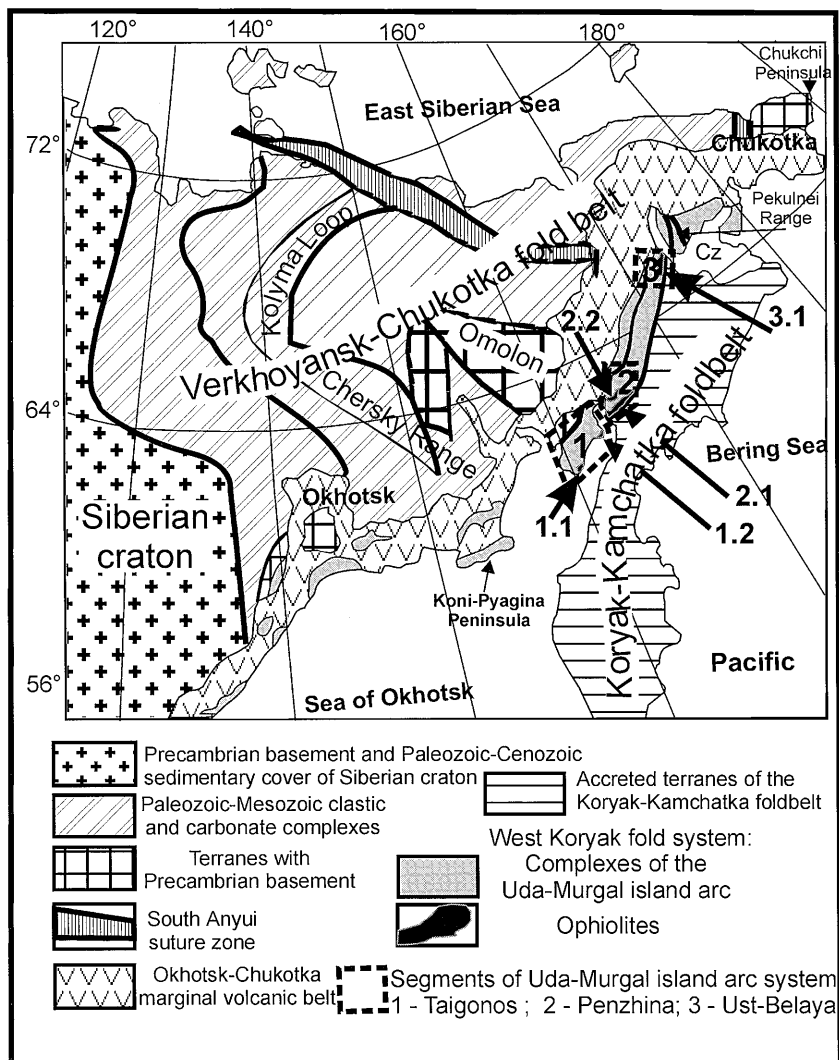 120°
140°
160°
180°
Chukchi
Peninsula
East Siberian Sea
72°
Chukotka
Pekulnei
Range
Kolyma Loop
Cz
3
Verkhoyansk-Chukotka fold belt
2.2
3.1
Omolon
2
Chersky Range
64°
1
Bering Sea
Okhotsk
2.1
Siberian
craton
1.1
1.2
Koni-Pyagina
Peninsula
Koryak-Kamchatka foldbelt
Pacific
56°
Sea of Okhotsk
Precambrian basement and Paleozoic-Cenozoic
sedimentary cover of Siberian craton
Paleozoic-Mesozoic clastic
and carbonate complexes
Terranes with
Precambrian basement
South Anyui
suture zone
Okhotsk-Chukotka
marginal volcanic belt
Accreted terranes of the
Koryak-Kamchatka foldbelt
West Koryak fold system:
Complexes of the
Uda-Murgal island arc
Ophiolites
Segments of Uda-Murgal island arc system
1 - Taigonos ; 2 - Penzhina; 3 - Ust-Belaya